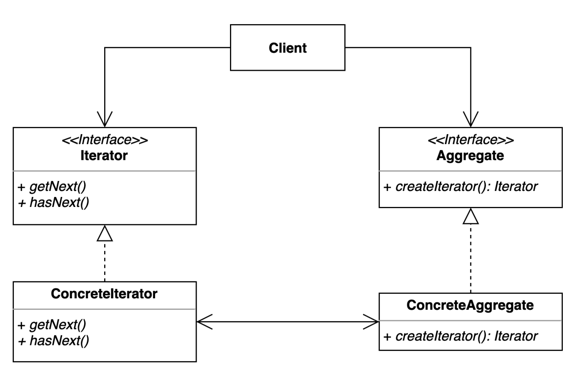 Client
<<Interface>>
Iterator
+ getNext()
+ hasNext()
<<Interface>>
Aggregate
+ createIterator(): Iterator
ConcreteIterator
+ getNext()
+ hasNext()
ConcreteAggregate
+ createIterator(): Iterator